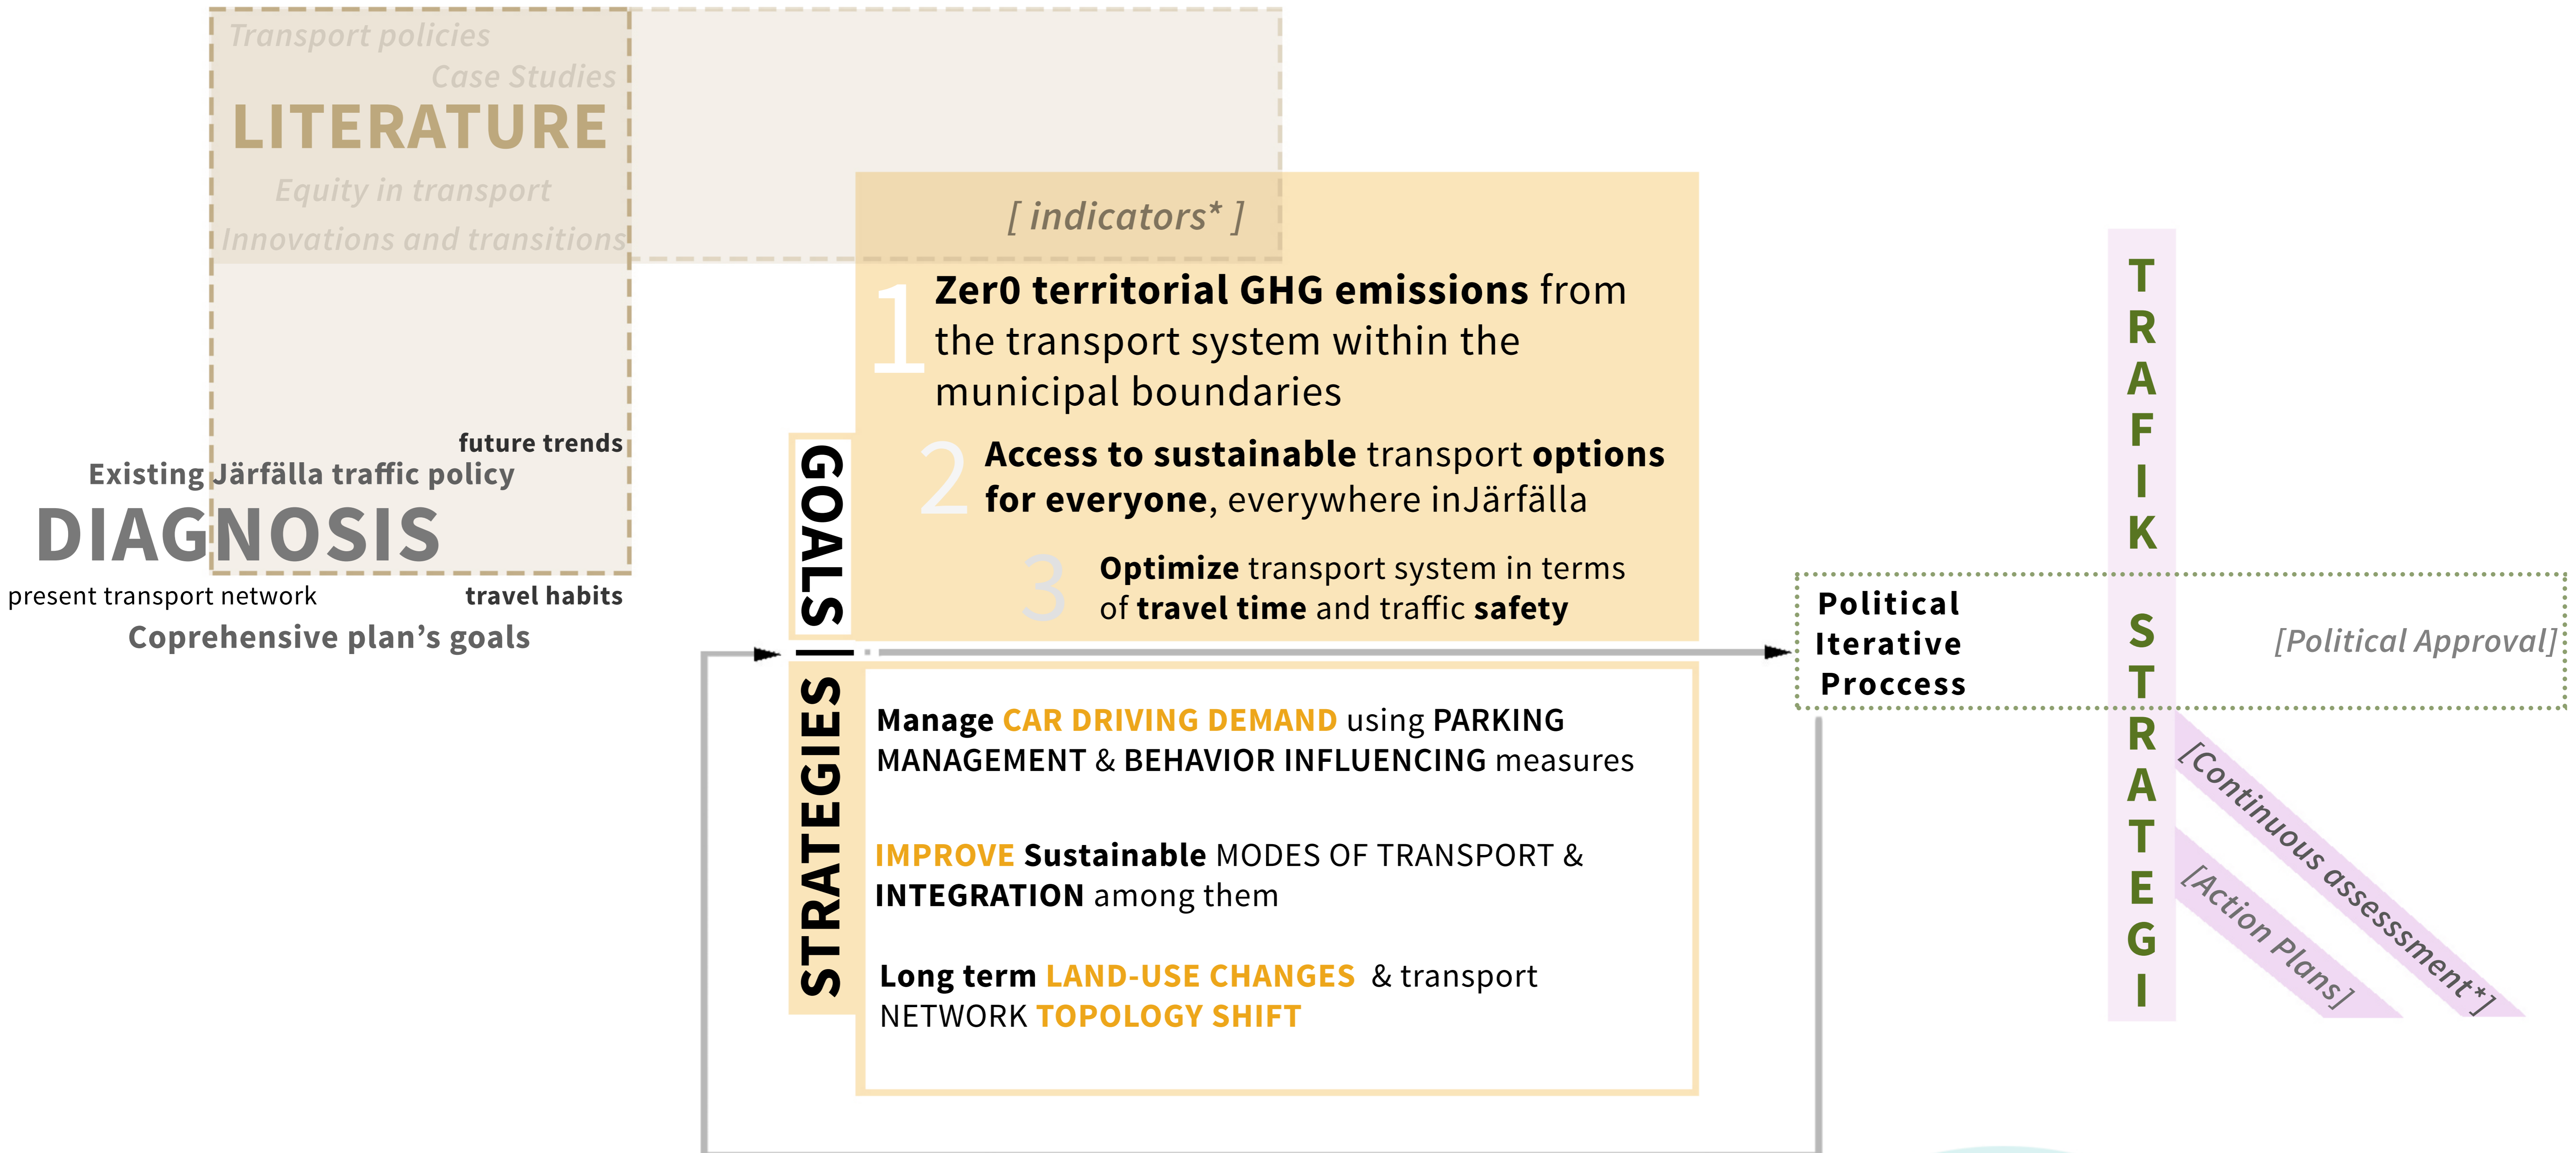 Transport policies
Case Studies
LITERATURE
Equity in transport
Innovations and transitions
future trends
Existing Järfälla traffic policy
DIAGNOSIS
present transport network
travel habits
Coprehensive plan’s goals
[ indicators* ]
GOALS
1
Zer0 territorial GHG emissions from
the transport system within the
municipal boundaries
2
Access to sustainable transport options
for everyone, everywhere inJärfälla
3
Optimize transport system in terms
of travel time and traffic safety
STRATEGIES
Manage CAR DRIVING DEMAND using PARKING
MANAGEMENT & BEHAVIOR INFLUENCING measures
IMPROVE Sustainable MODES OF TRANSPORT &
INTEGRATION among them
Long term LAND-USE CHANGES & transport
NETWORK TOPOLOGY SHIFT
Political
Iterative
Proccess
[Political Approval]
TRAFIK STRATEGI
[Continuous assesssment*]
[Action Plans]